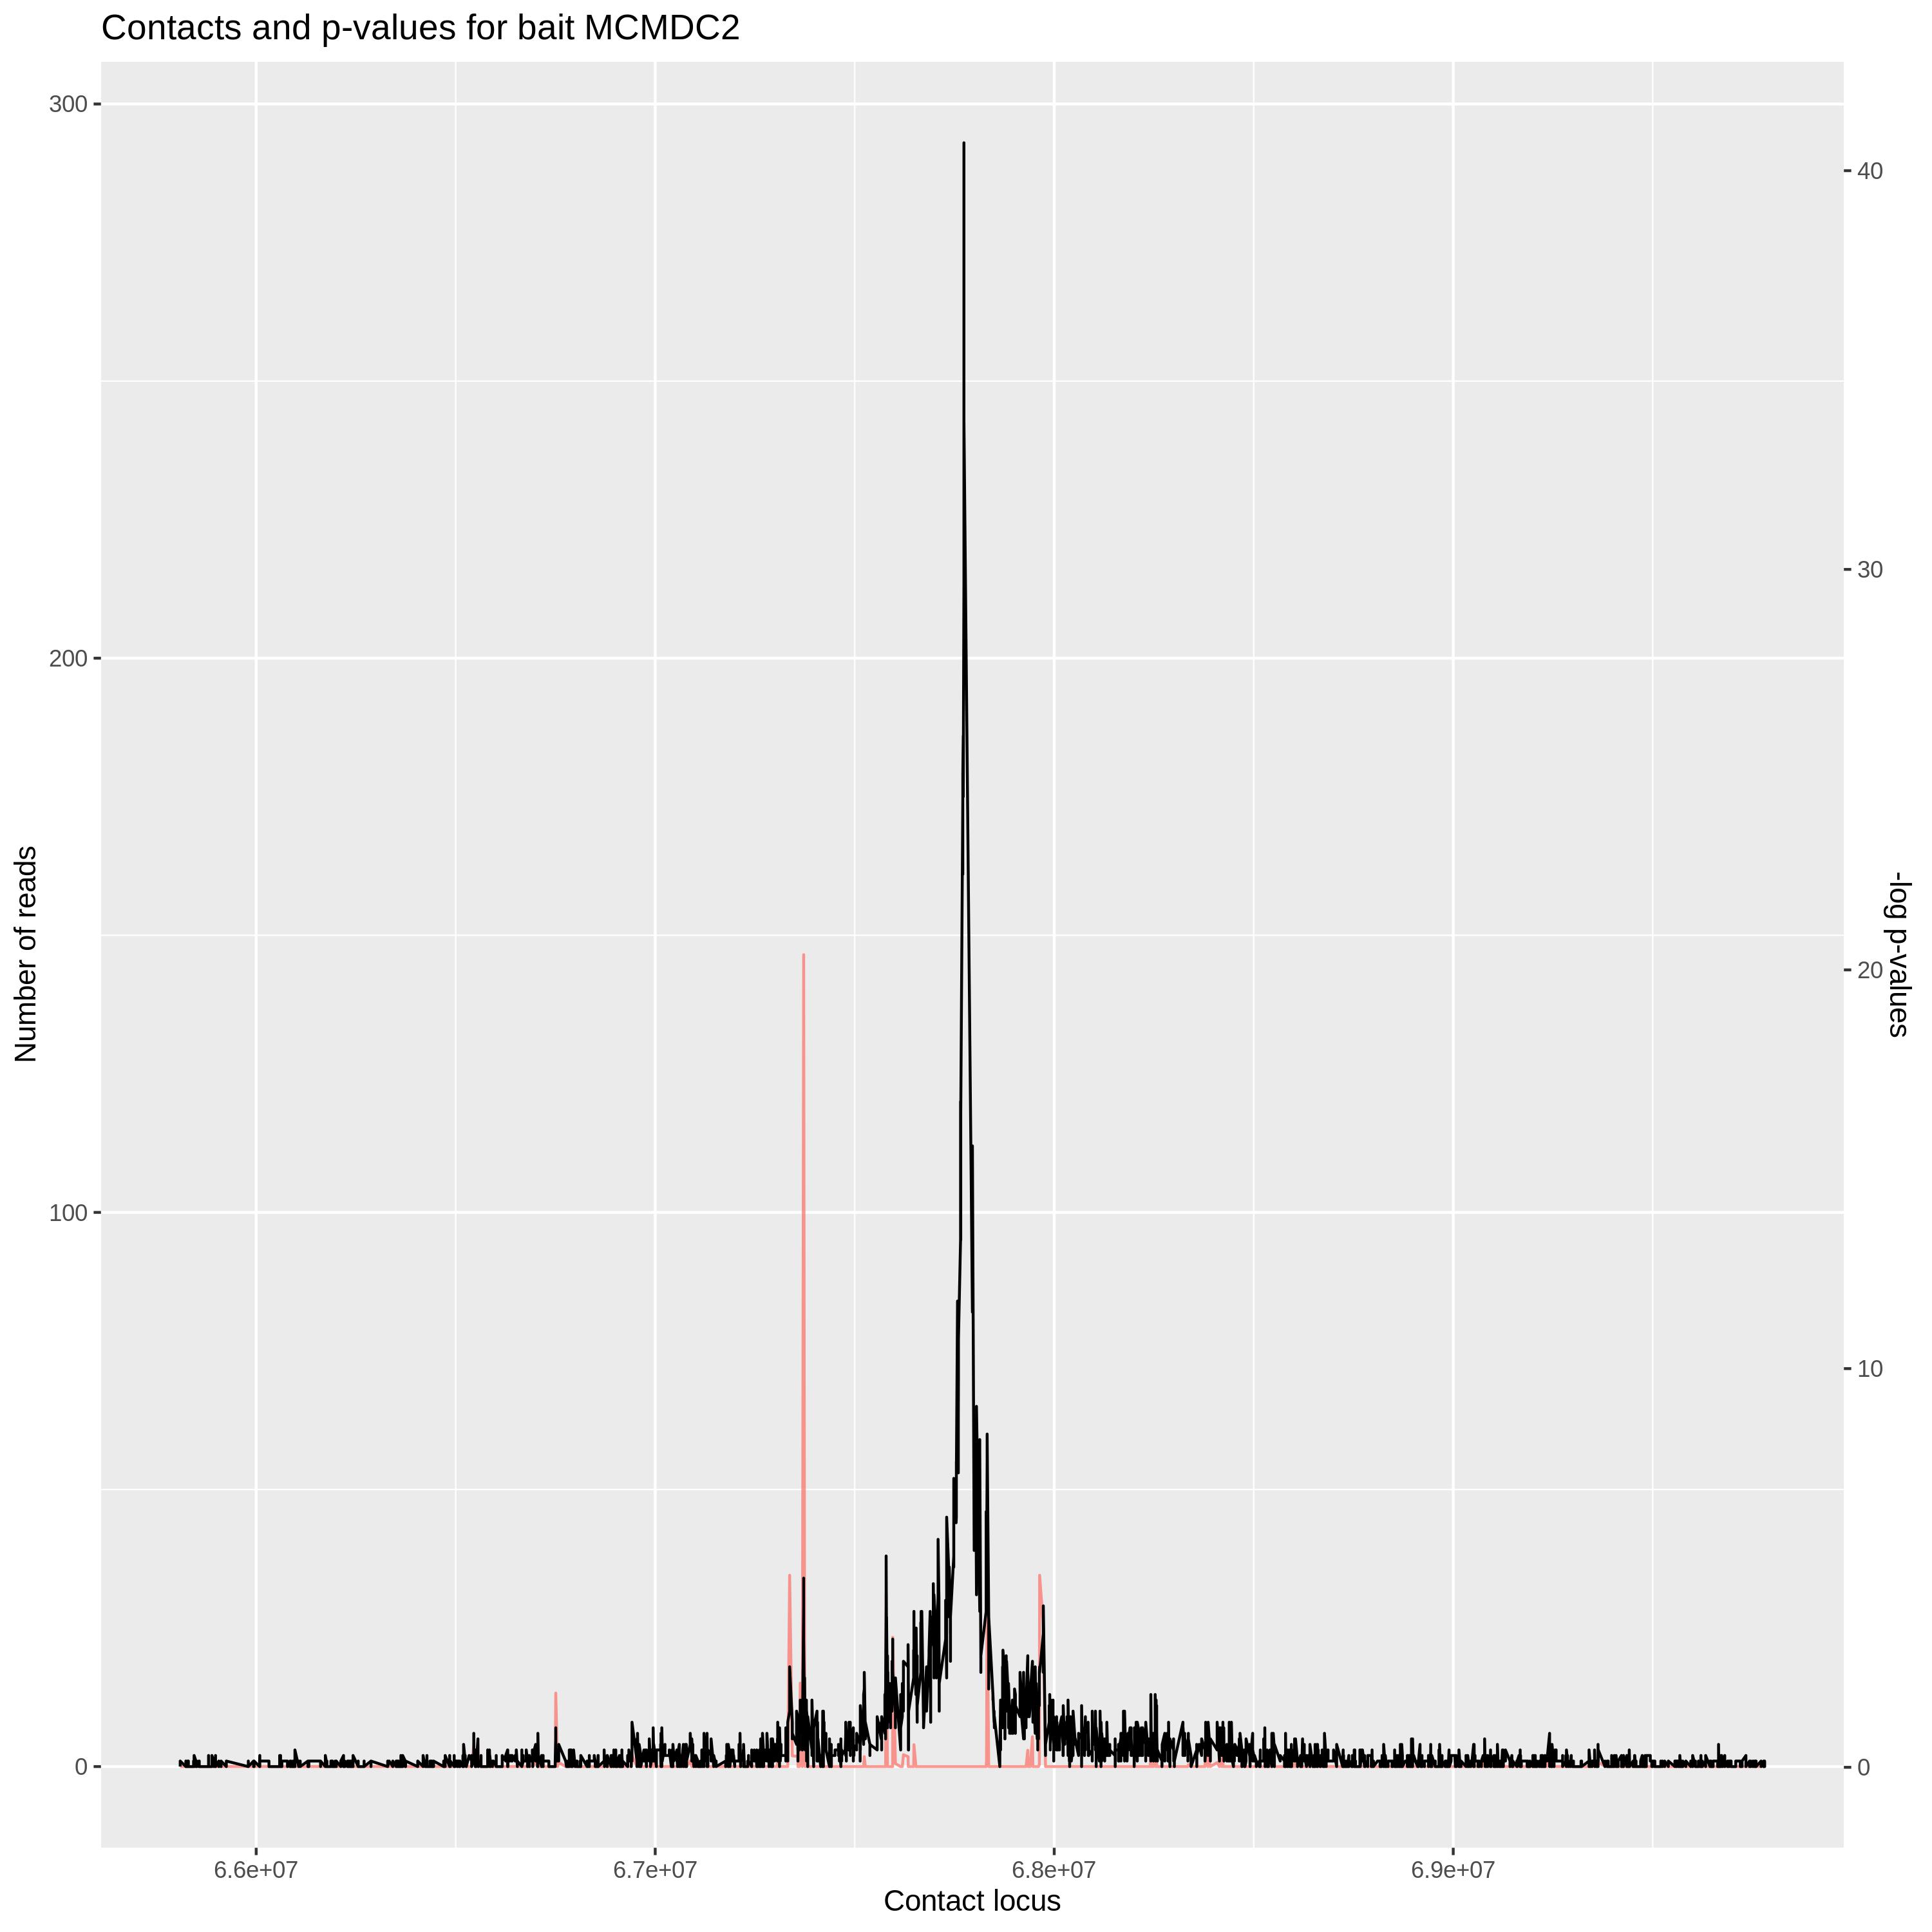 Contacts and p-values for bait MCMDC2
300
200
100
0
40
30
20
10
0
Number of reads
-log p-values
6.6e+07
6.7e+07
6.8e+07
6.9e+07
Contact locus